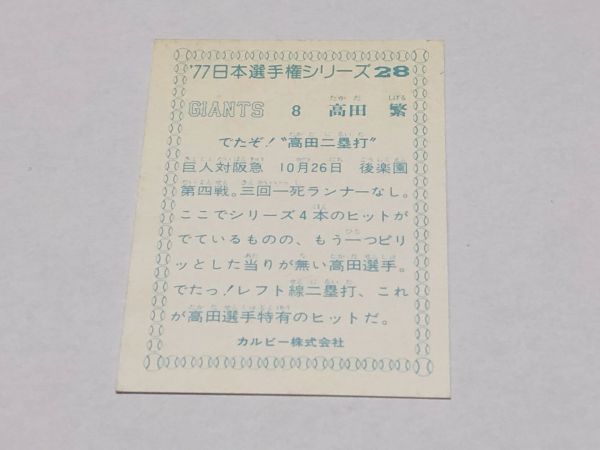 '77日本選手権シリーズ28
GIANTS 8 高田 繁
でたぞ!"高田二塁打"
巨人対阪急 10月26日 後楽園
第四戦。三回一死ランナーなし。
ここでシリーズ4本のヒットが
でているものの、もう一つピリ
ッとした当りが無い高田選手。
でたっ!レフト線二塁打、これ
が高田選手特有のヒットだ。
カルビー株式会社